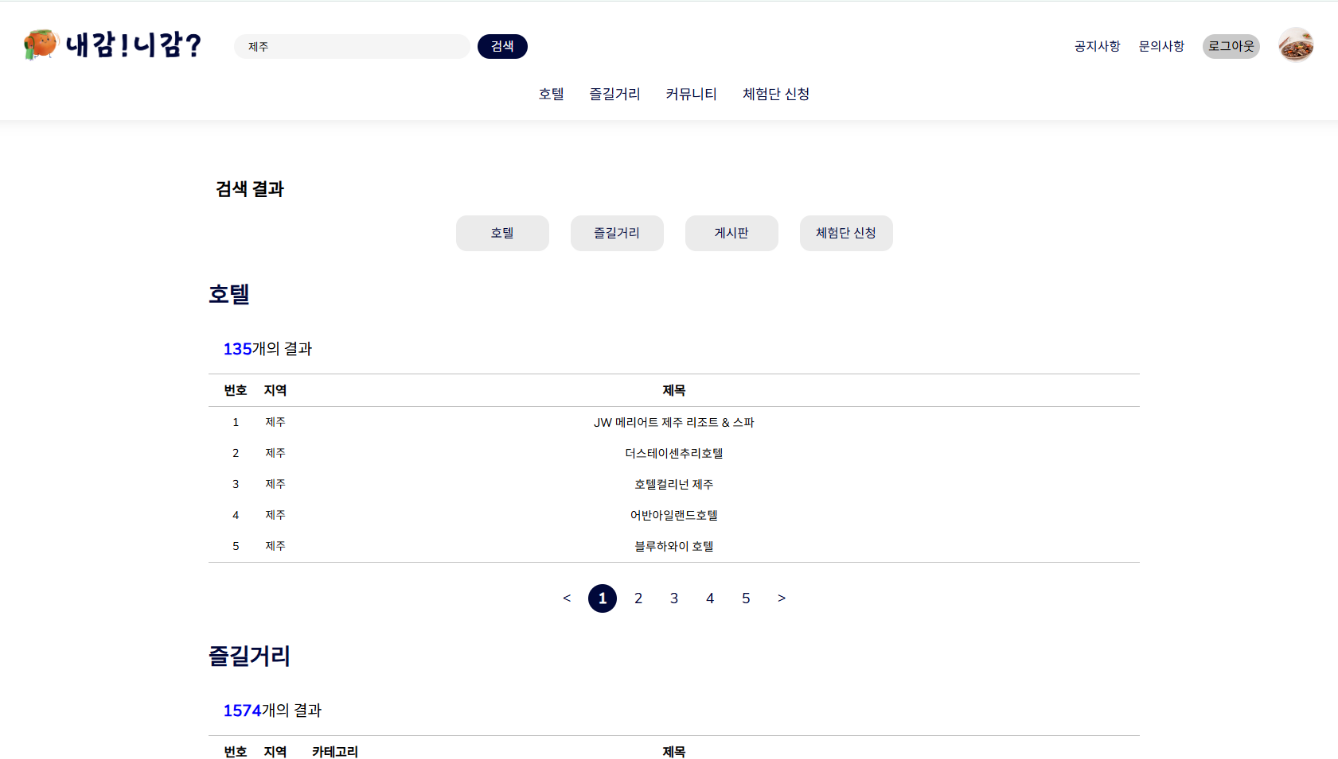 내감!니감?
제주 검색 공지사항 문의사항 로그아웃
호텔 즐길거리 커뮤니티 체험단 신청
검색 결과
호텔 즐길거리 게시판 체험단 신청
호텔
135개의 결과
번호 지역 제목
1 제주 JW 메리어트 제주 리조트 & 스파
2 제주 더스테이센추리호텔
3 제주 호텔컬리넌 제주
4 제주 어반아일랜드호텔
5 제주 블루하와이 호텔
< 1 2 3 4 5 >
즐길거리
1574개의 결과
번호 지역 카테고리 제목